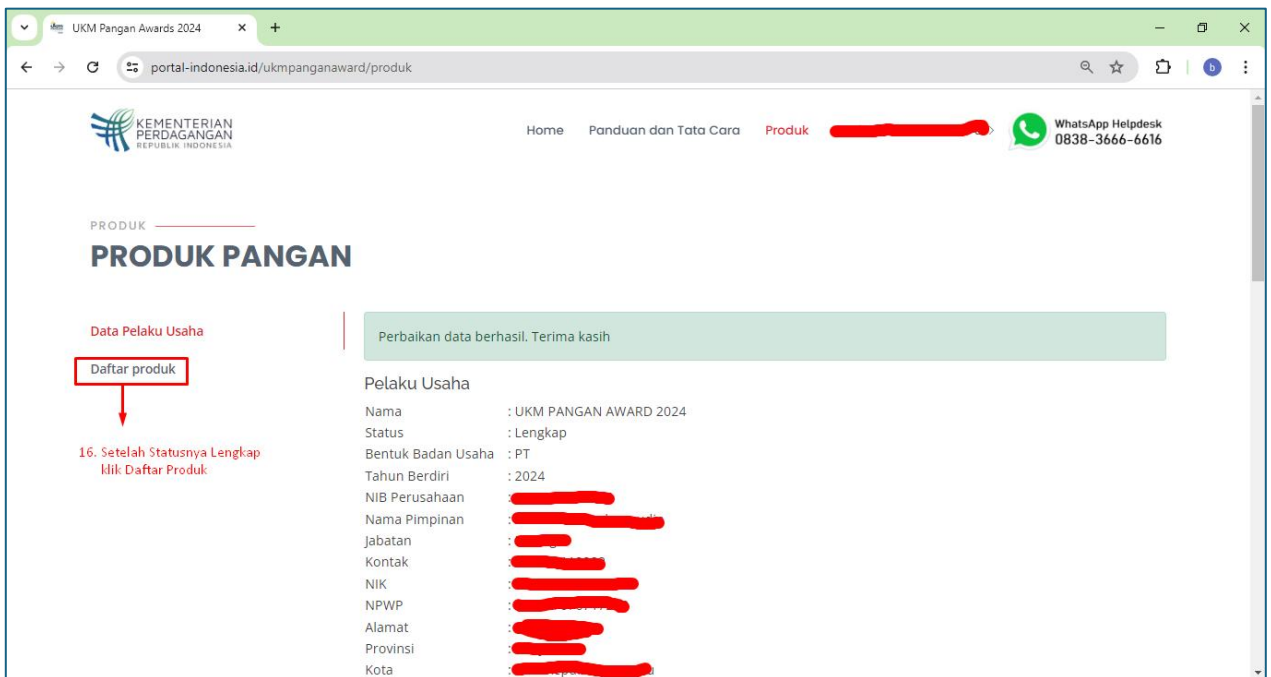 UKM Pangan Awards 2024
portal-indonesia.id/ukmpanganaward/produk
b
KEMENTERIAN
PERDAGANGAN
REPUBLIK INDONESIA
Home Panduan dan Tata Cara Produk
WhatsApp Helpdesk
0838-3666-6616
PRODUK
PRODUK PANGAN
Data Pelaku Usaha
Daftar produk
16. Setelah Statusnya Lengkap
klik Daftar Produk
Perbaikan data berhasil. Terima kasih
Pelaku Usaha
Nama : UKM PANGAN AWARD 2024
Status : Lengkap
Bentuk Badan Usaha : PT
Tahun Berdiri : 2024
NIB Perusahaan :
Nama Pimpinan :
Jabatan :
Kontak :
NIK :
NPWP :
Alamat :
Provinsi :
Kota :